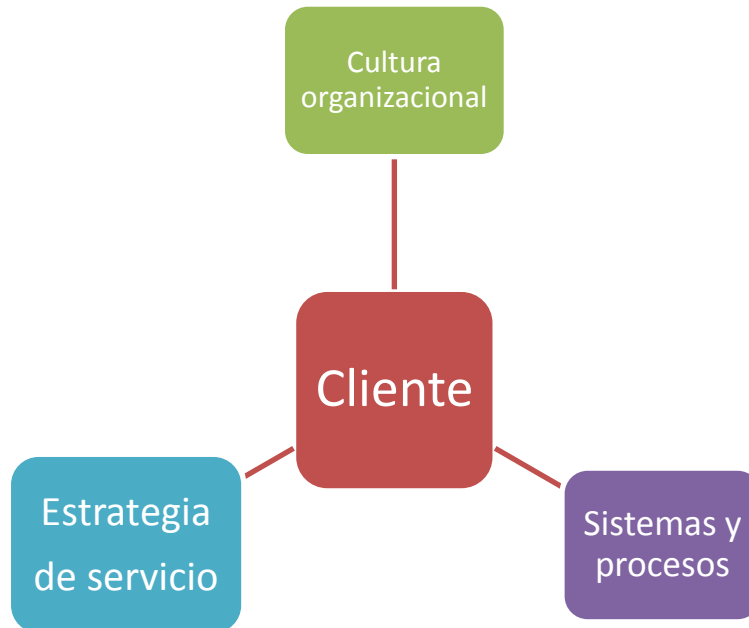 Cultura
organizacional
Cliente
Estrategia
de servicio
Sistemas y
procesos